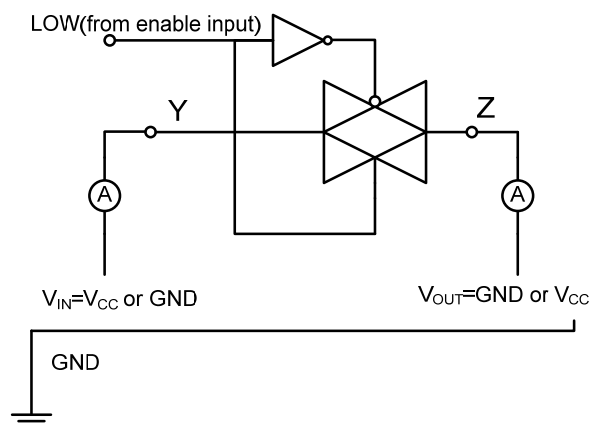 LOW(from enable input)
Y
Z
A
A
VIN=VCC or GND
VOUT=GND or VCC
GND